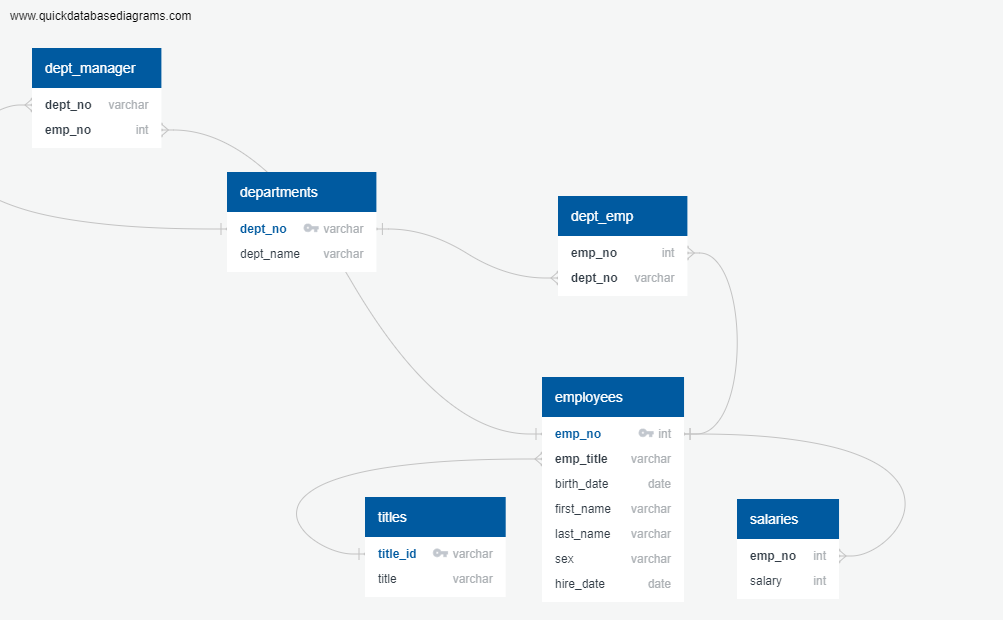 www.quickdatabasediagrams.com
dept_manager
dept_no varchar
emp_no int
departments
dept_no varchar
dept_name varchar
dept_emp
emp_no int
dept_no varchar
employees
emp_no int
emp_title varchar
birth_date date
first_name varchar
last_name varchar
sex varchar
hire_date date
titles
title_id varchar
title varchar
salaries
emp_no int
salary int